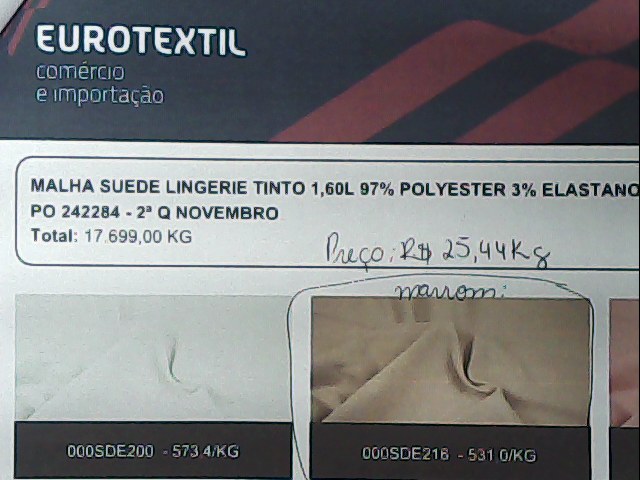 EUROTEXTIL
comércio
e importação
MALHA SUEDE LINGERIE TINTO 1,60L 97% POLYESTER 3% ELASTANO
PO 242284 - 2ª Q NOVEMBRO
Total: 17.699,00 KG
Preço: R$ 25,44Kg
marrom:
000SDE200 - 573 4/KG
000SDE216 - 531 0/KG